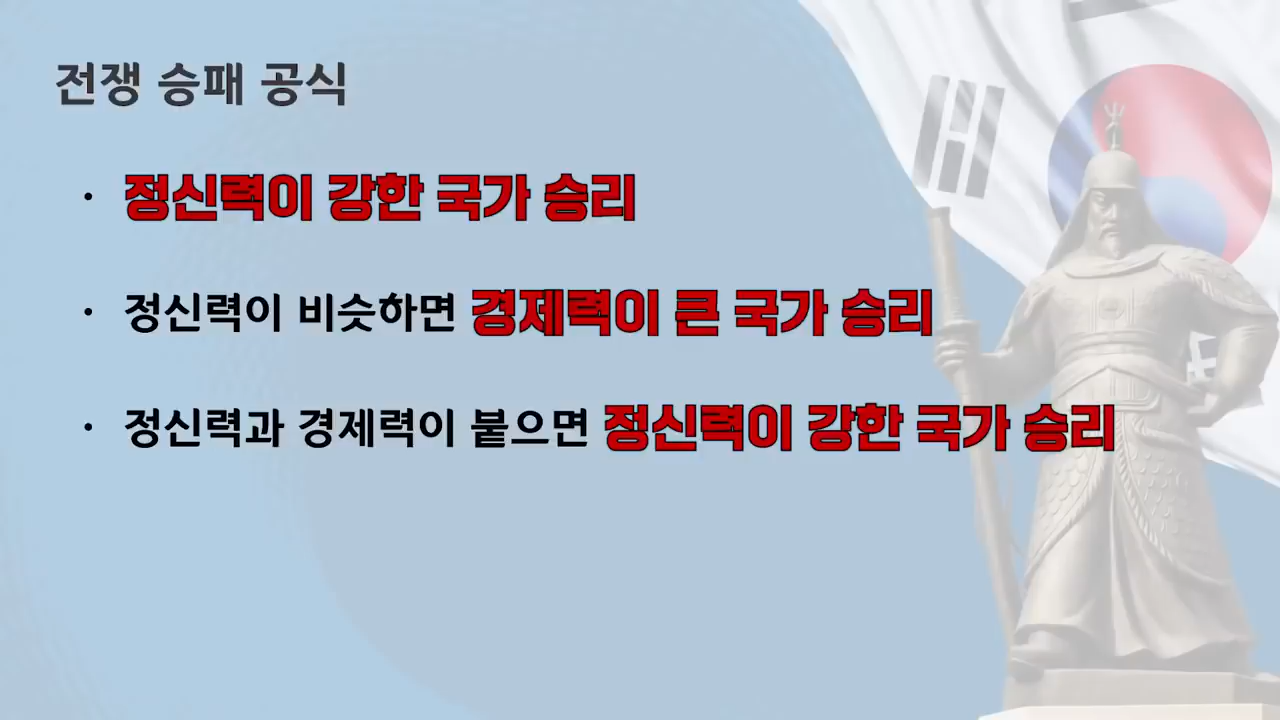 전쟁 승패 공식
· 정신력이 강한 국가 승리
· 정신력이 비슷하면 경제력이 큰 국가 승리
· 정신력과 경제력이 붙으면 정신력이 강한 국가 승리